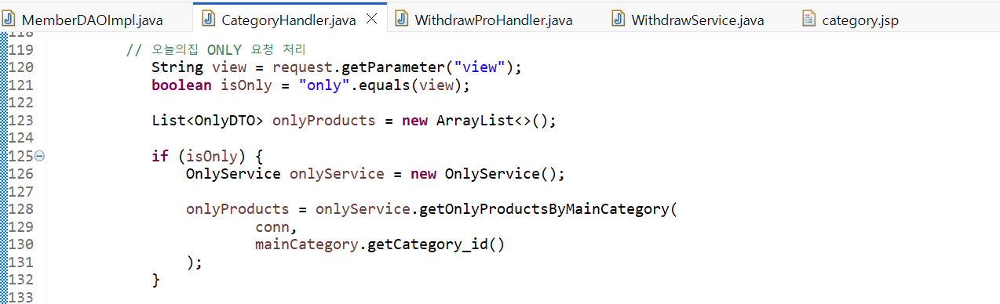 MemberDAOImpl.java CategoryHandler.java WithdrawProHandler.java WithdrawService.java category.jsp
118
119 // 오늘의집 ONLY 요청 처리
120 String view = request.getParameter("view");
121 boolean isOnly = "only".equals(view);
122
123 List<OnlyDTO> onlyProducts = new ArrayList<>();
124
125 if (isOnly) {
126 OnlyService onlyService = new OnlyService();
127
128 onlyProducts = onlyService.getOnlyProductsByMainCategory(
129 conn,
130 mainCategory.getCategory_id()
131 );
132 }
133